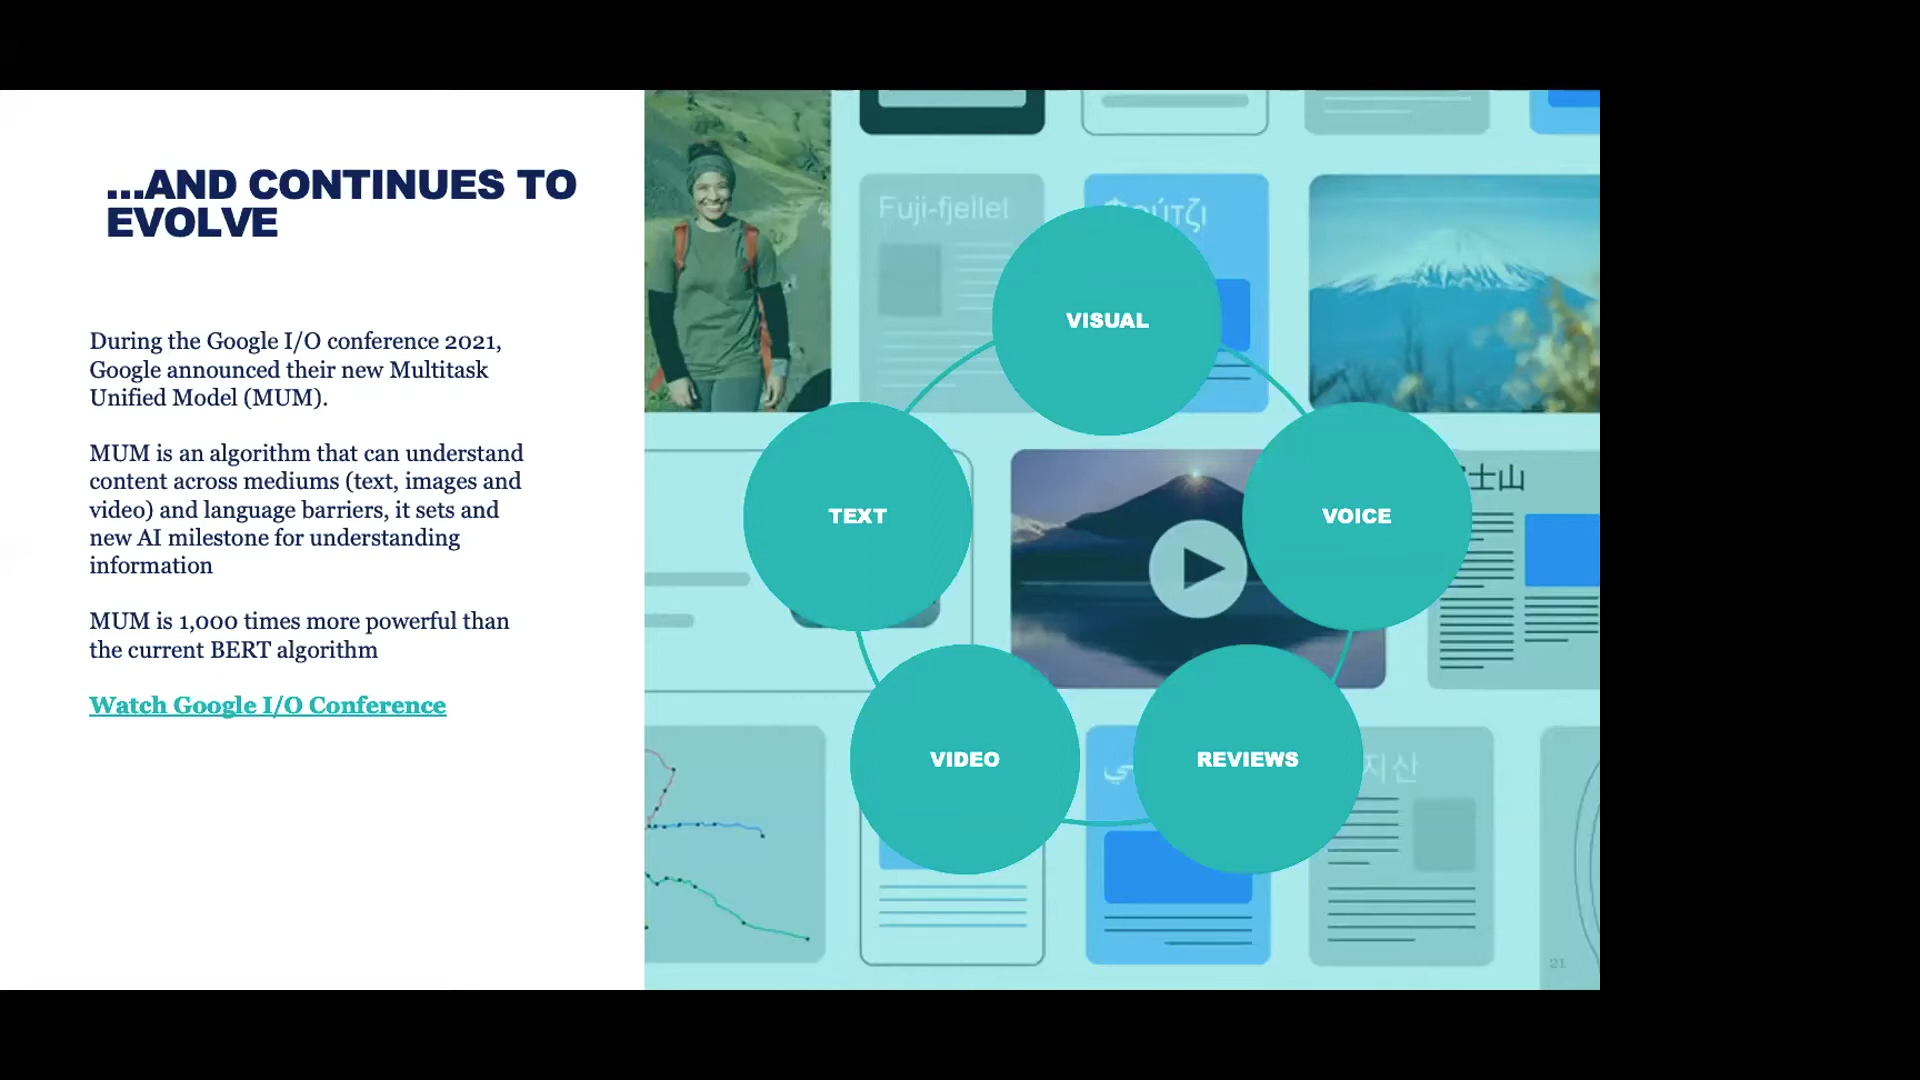 ...AND CONTINUES TO
EVOLVE
During the Google I/O conference 2021,
Google announced their new Multitask
Unified Model (MUM).
MUM is an algorithm that can understand
content across mediums (text, images and
video) and language barriers, it sets and
new AI milestone for understanding
information
MUM is 1,000 times more powerful than
the current BERT algorithm
Watch Google I/O Conference
Fuji-fjellet
VISUAL
TEXT
VOICE
士山
VIDEO
REVIEWS
지산
21